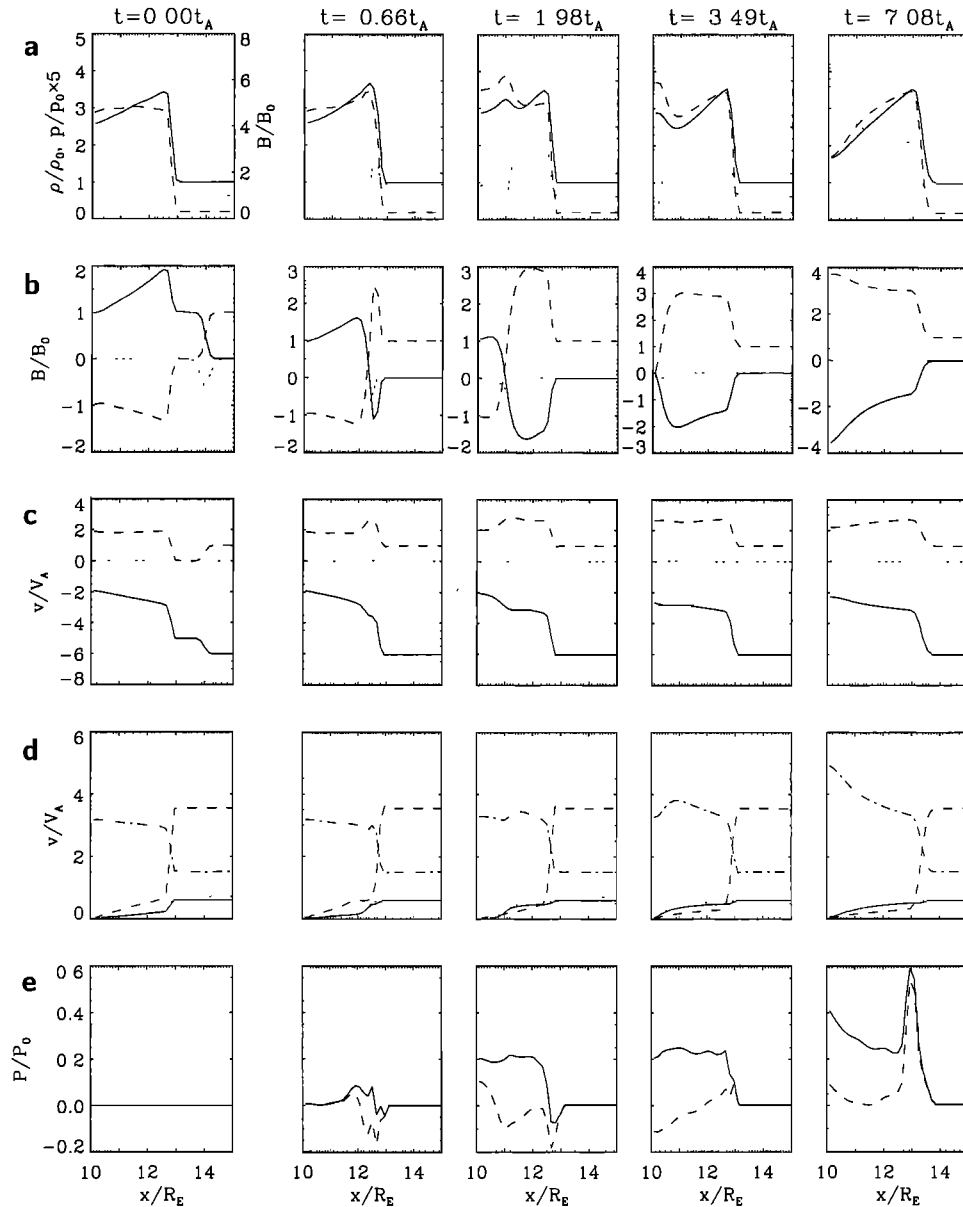 t=0 00t_A t= 0.66t_A t= 1 98t_A t= 3 49t_A t= 7 08t_A
a
5 4 3 2 1 0
ρ/ρ₀, p/p₀×5
8 6 4 2 0
B/B₀
b
2 1 0 -1 -2
B/B₀
3 2 1 0 -1 -2
3 2 1 0 -1 -2
4 3 2 1 0 -1 -2 -3
4 2 0 -2 -4
c
4 2 0 -2 -4 -6 -8
v/V_A
d
6 4 2 0
v/V_A
e
0 6 0.4 0.2 0.0 -0.2
P/P₀
10 12 14 10 12 14 10 12 14 10 12 14 10 12 14
x/R_E x/R_E x/R_E x/R_E x/R_E